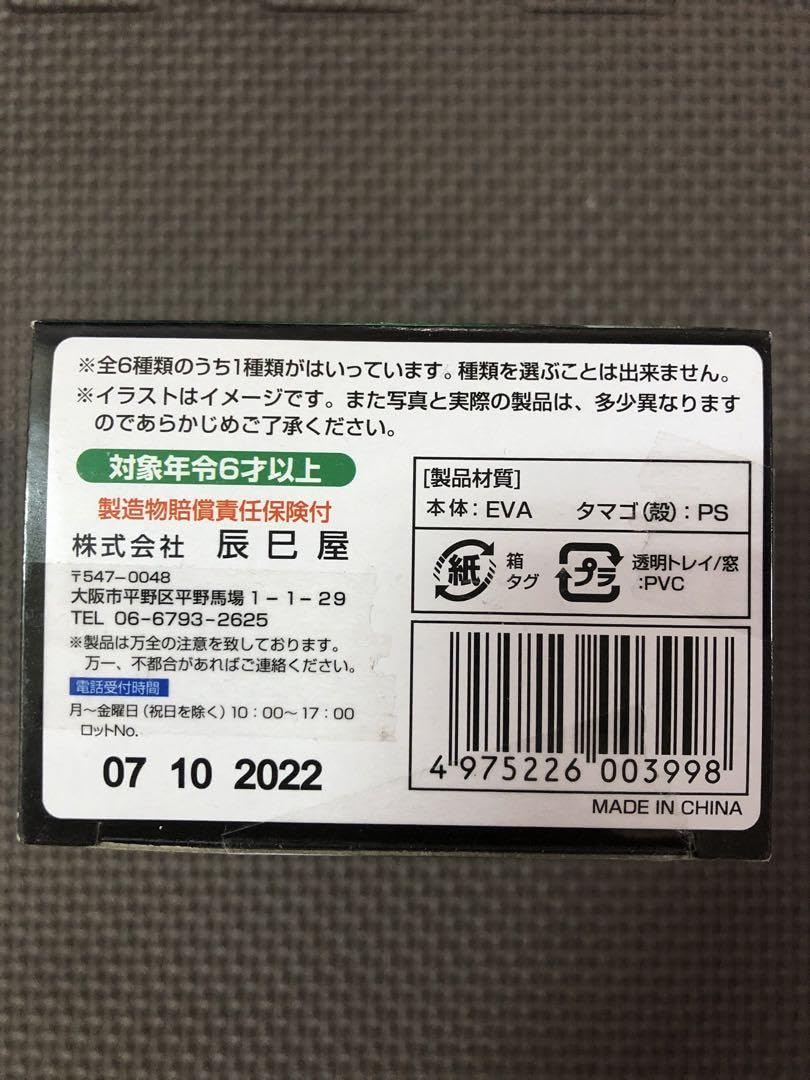 ※全6種類のうち1種類がはいっています。種類を選ぶことは出来ません。
※イラストはイメージです。また写真と実際の製品は、多少異なります
のであらかじめご了承ください。
対象年令6才以上
製造物賠償責任保険付
株式会社 辰巳屋
〒547-0048
大阪市平野区平野馬場1-1-29
TEL 06-6793-2625
※製品は万全の注意を致しております。
万一、不都合があればご連絡ください。
電話受付時間
月〜金曜日(祝日を除く)10:00〜17:00
ロットNo.
07 10 2022
[製品材質]
本体:EVA タマゴ(殻):PS
紙 箱
タグ
プラ 透明トレイ/窓
:PVC
4 975226 003998
MADE IN CHINA